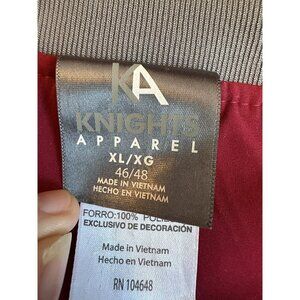 KA
KNIGHTS
APPAREL
XL/XG
46/48
MADE IN VIETNAM
HECHO EN VIETNAM
FORRO:100%
EXCLUSIVO DE DECORACIÓN
Made in Vietnam
Hecho en Vietnam
RN 104648